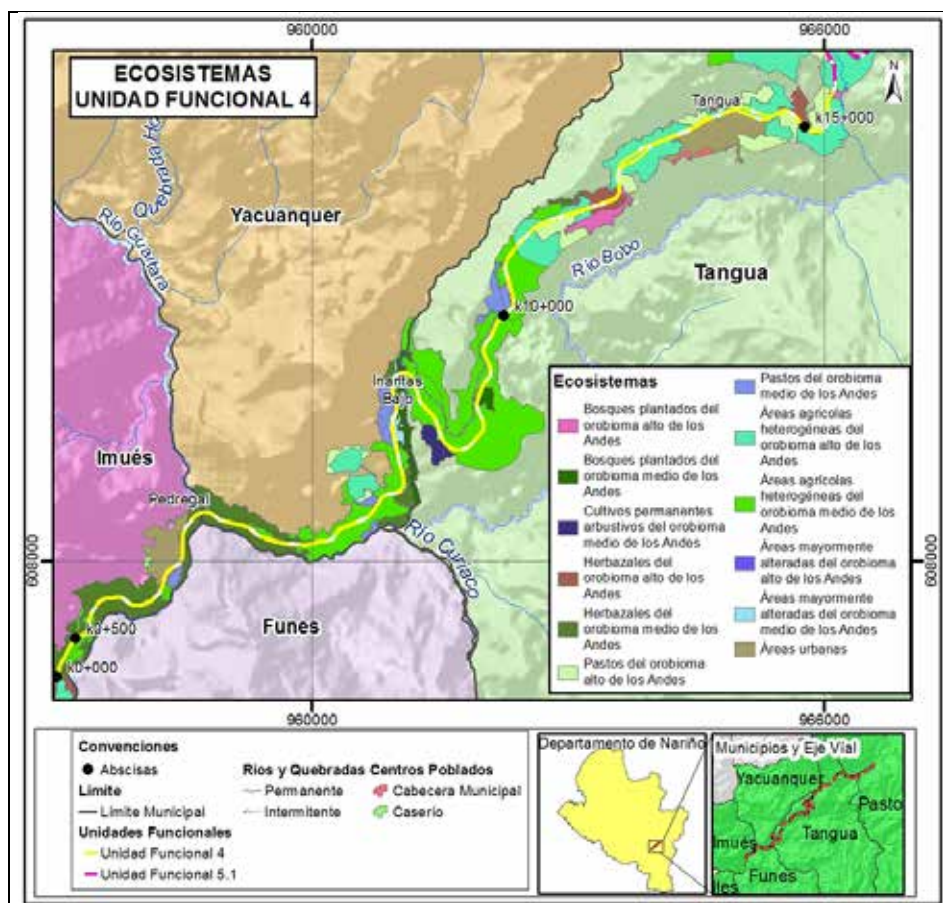 960000
966000
ECOSISTEMAS
UNIDAD FUNCIONAL 4
N
Tangua
k15+000
Yacuanquer
Río Guáitara
Río Bobo
Tangua
k10+000
Bajo
Imués
Pedregal
Funes
k0+000
608000
608000
Ecosistemas
Bosques plantados del
orobioma alto de los
Andes
Bosques plantados del
orobioma medio de los
Andes
Cultivos permanentes
arbustivos del orobioma
medio de los Andes
Herbazales del
orobioma alto de los
Andes
Herbazales del
orobioma medio de los
Andes
Pastos del orobioma
alto de los Andes
Pastos del orobioma
medio de los Andes
Áreas agrícolas
heterogéneas del
orobioma alto de los
Andes
Áreas agrícolas
heterogéneas del
orobioma medio de los
Andes
Áreas mayormente
alteradas del orobioma
alto de los Andes
Áreas mayormente
alteradas del orobioma
medio de los Andes
Áreas urbanas
960000
966000
Convenciones
Abscisas
Límite
Límite Municipal
Unidades Funcionales
Unidad Funcional 4
Unidad Funcional 5.1
Ríos y Quebradas
Permanente
Intermitente
Centros Poblados
Cabecera Municipal
Caserío
Departamento de Nariño
Municipios y Eje Vial
Yacuanquer
Pasto
Imués
Tangua
Funes
iles